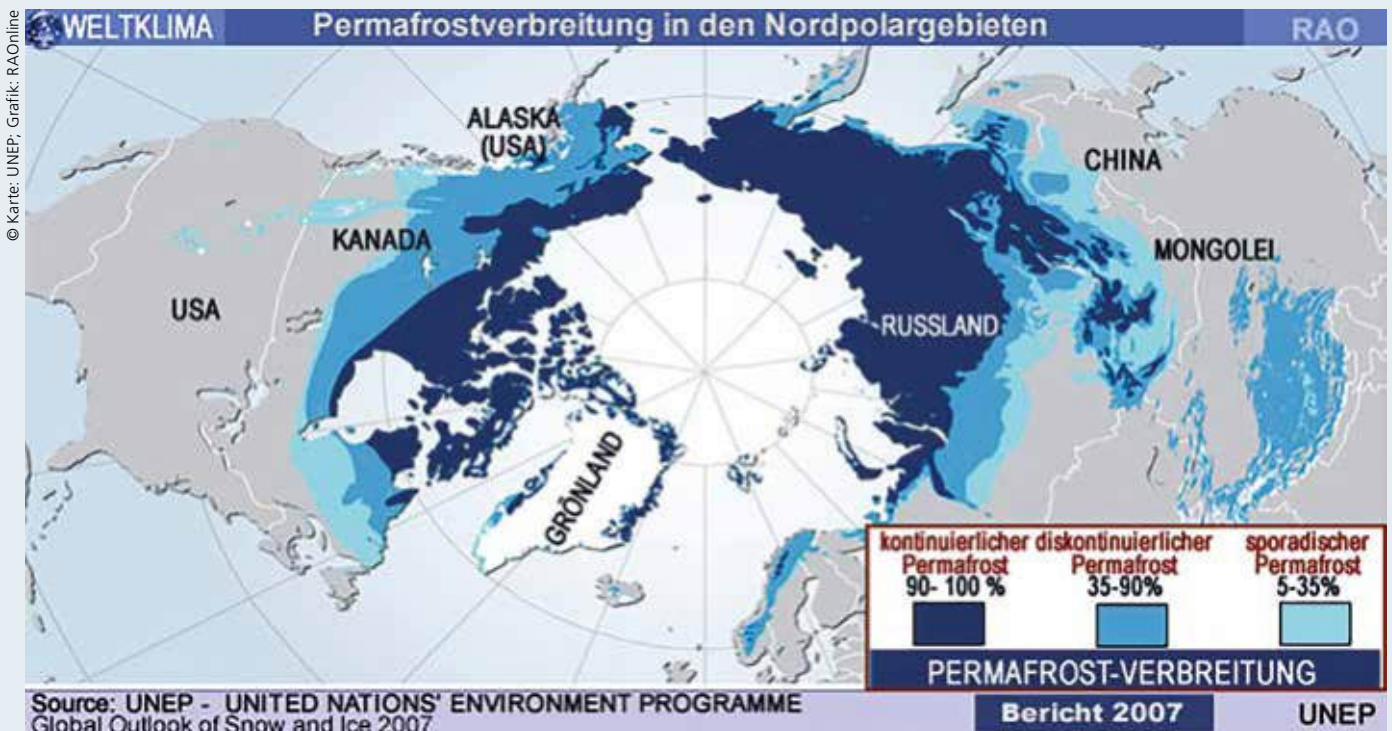 © Karte: UNEP; Grafik: RAOnline
WELTKLIMA
Permafrostverbreitung in den Nordpolargebieten
RAO
ALASKA
(USA)
CHINA
KANADA
MONGOLEI
USA
RUSSLAND
GRÖNLAND
kontinuierlicher diskontinuierlicher sporadischer
Permafrost Permafrost Permafrost
90- 100 % 35-90% 5-35%
PERMAFROST-VERBREITUNG
Source: UNEP - UNITED NATIONS' ENVIRONMENT PROGRAMME
Global Outlook of Snow and Ice 2007
Bericht 2007
UNEP